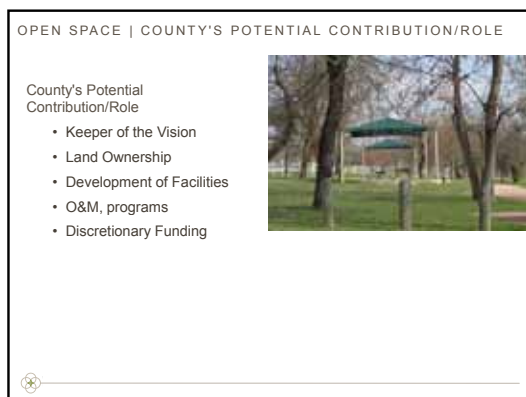 OPEN SPACE | COUNTY'S POTENTIAL CONTRIBUTION/ROLE
County's Potential
Contribution/Role
• Keeper of the Vision
• Land Ownership
• Development of Facilities
• O&M, programs
• Discretionary Funding